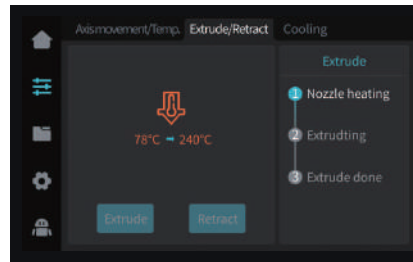 Axis movement/Temp. Extrude/Retract Cooling
Extrude
1 Nozzle heating
78°C → 240°C
2 Extrudting
3 Extrude done
Extrude Retract